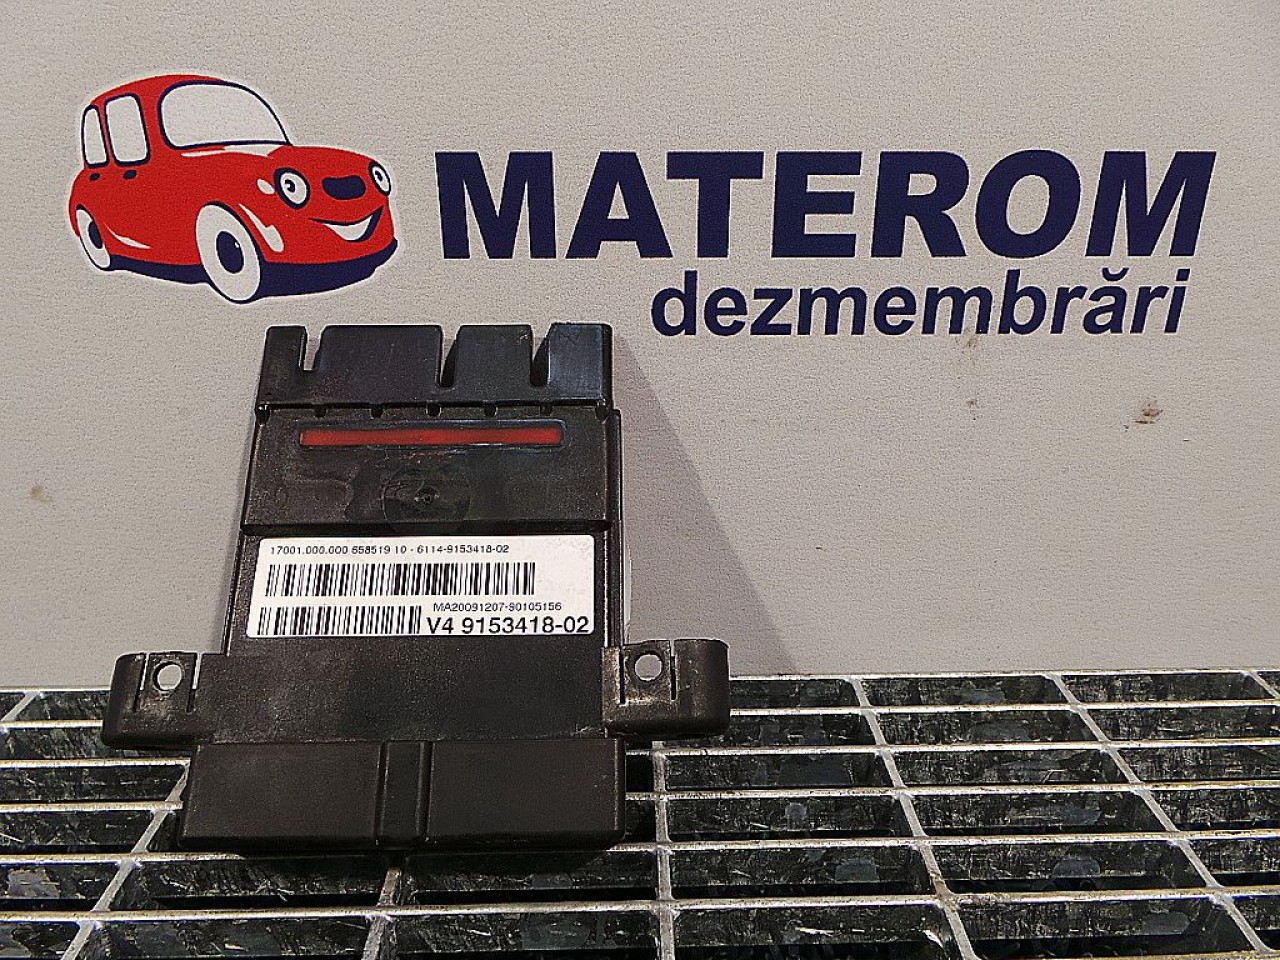 MATEROM
dezmembrări
17001.000.000 658519 10 - 6114-9153418-02
MA20091207-90105156
V4 9153418-02